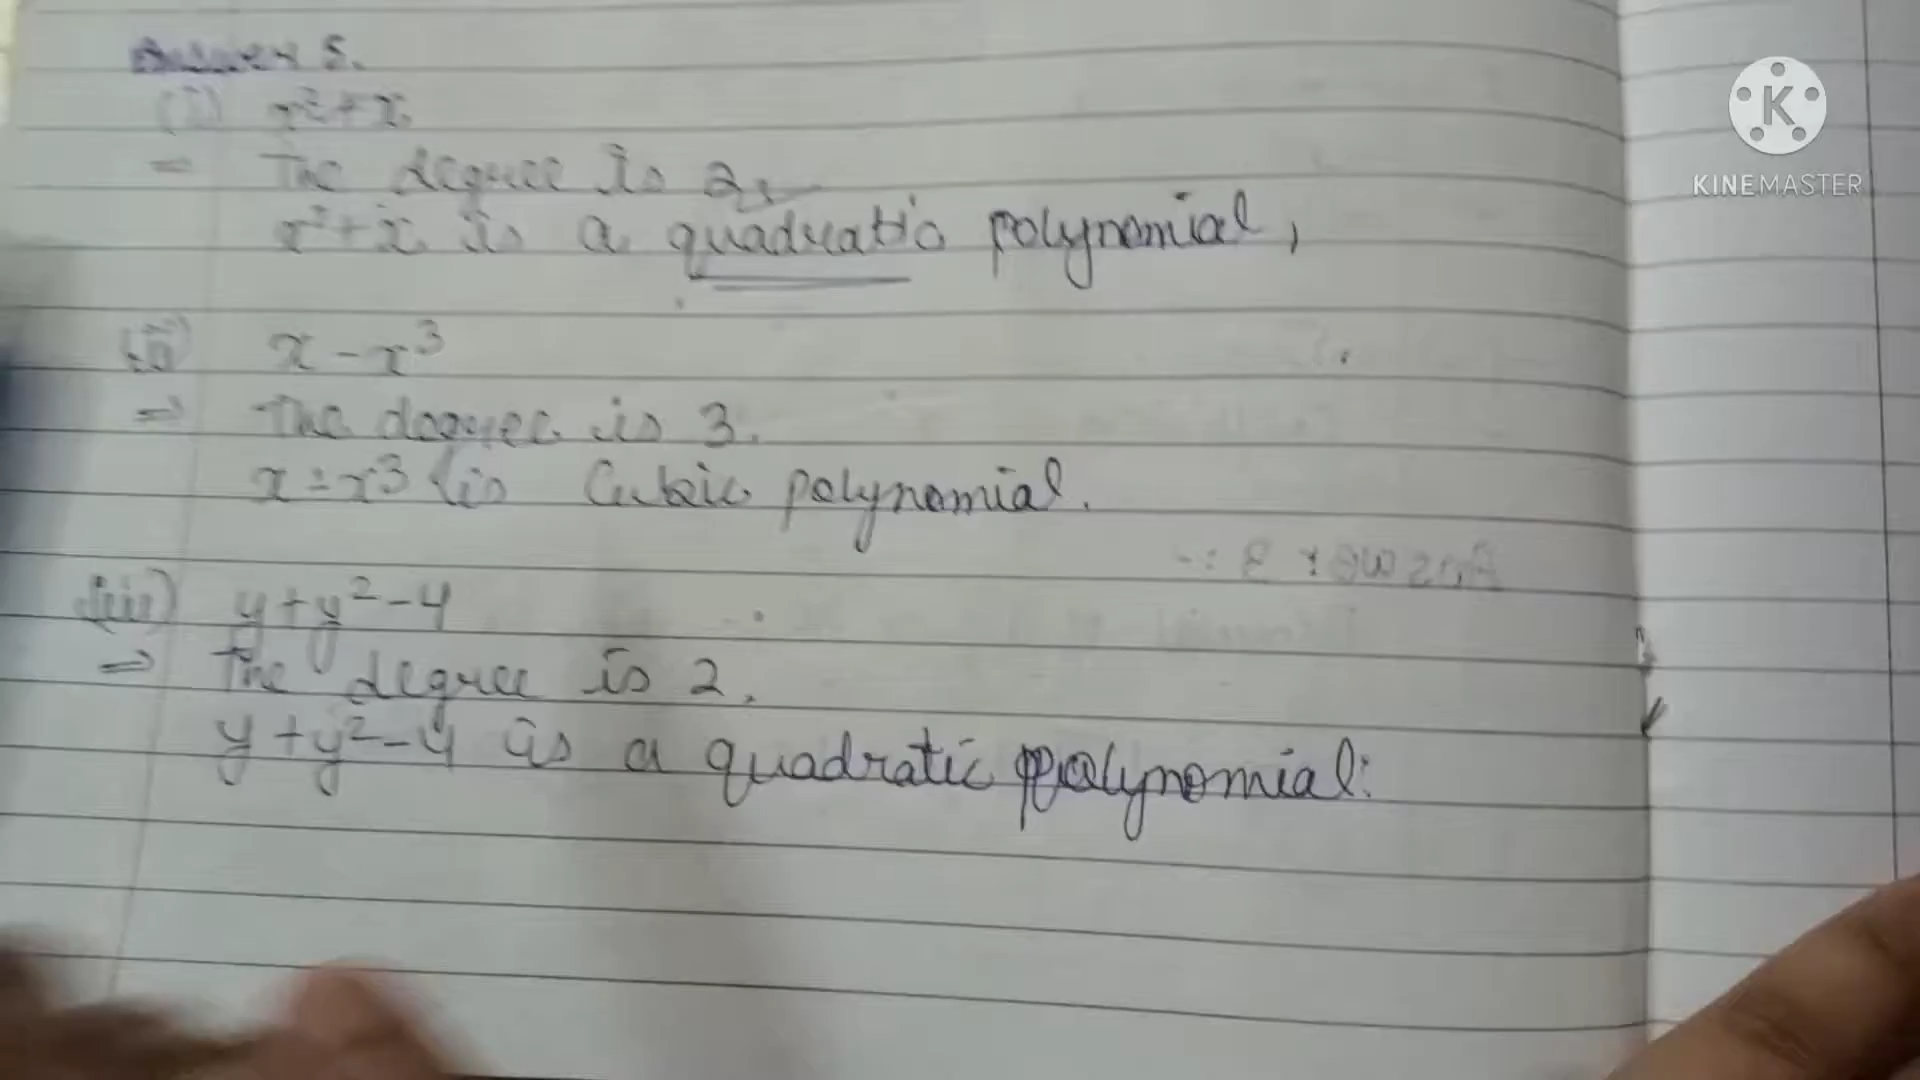 Answer 5.
(i) x²+x
⇒ The degree is 2,
x²+x is a quadratic polynomial,
(ii) x-x³
⇒ The degree is 3.
x-x³ is Cubic polynomial.
(iii) y+y²-4
⇒ The degree is 2.
y+y²-4 is a quadratic polynomial.
K
KINEMASTER